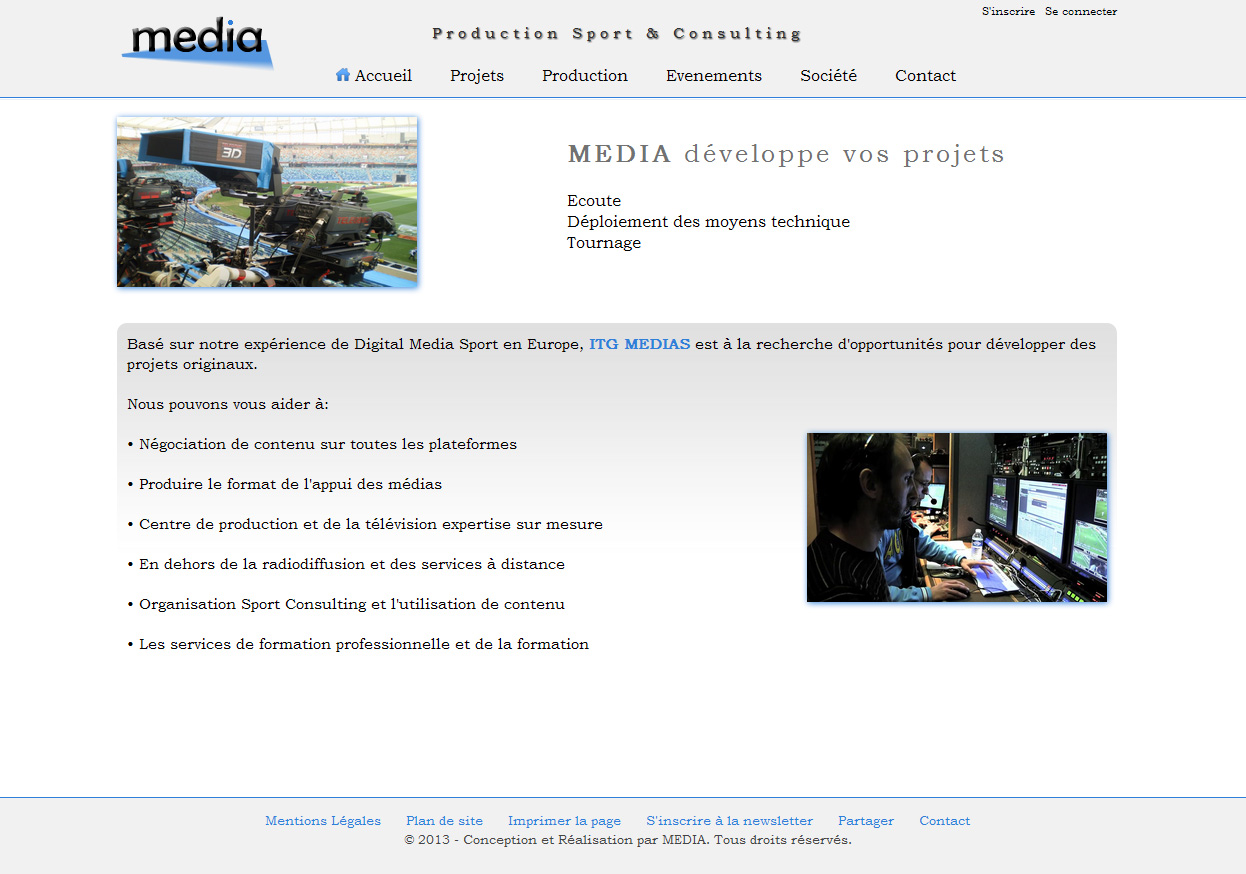 S'inscrire Se connecter
media
Production Sport & Consulting
Accueil Projets Production Evenements Société Contact
3D
MEDIA développe vos projets
Ecoute
Déploiement des moyens technique
Tournage
Basé sur notre expérience de Digital Media Sport en Europe, ITG MEDIAS est à la recherche d'opportunités pour développer des
projets originaux.
Nous pouvons vous aider à:
• Négociation de contenu sur toutes les plateformes
• Produire le format de l'appui des médias
• Centre de production et de la télévision expertise sur mesure
• En dehors de la radiodiffusion et des services à distance
• Organisation Sport Consulting et l'utilisation de contenu
• Les services de formation professionnelle et de la formation
Mentions Légales Plan de site Imprimer la page S'inscrire à la newsletter Partager Contact
© 2013 - Conception et Réalisation par MEDIA. Tous droits réservés.